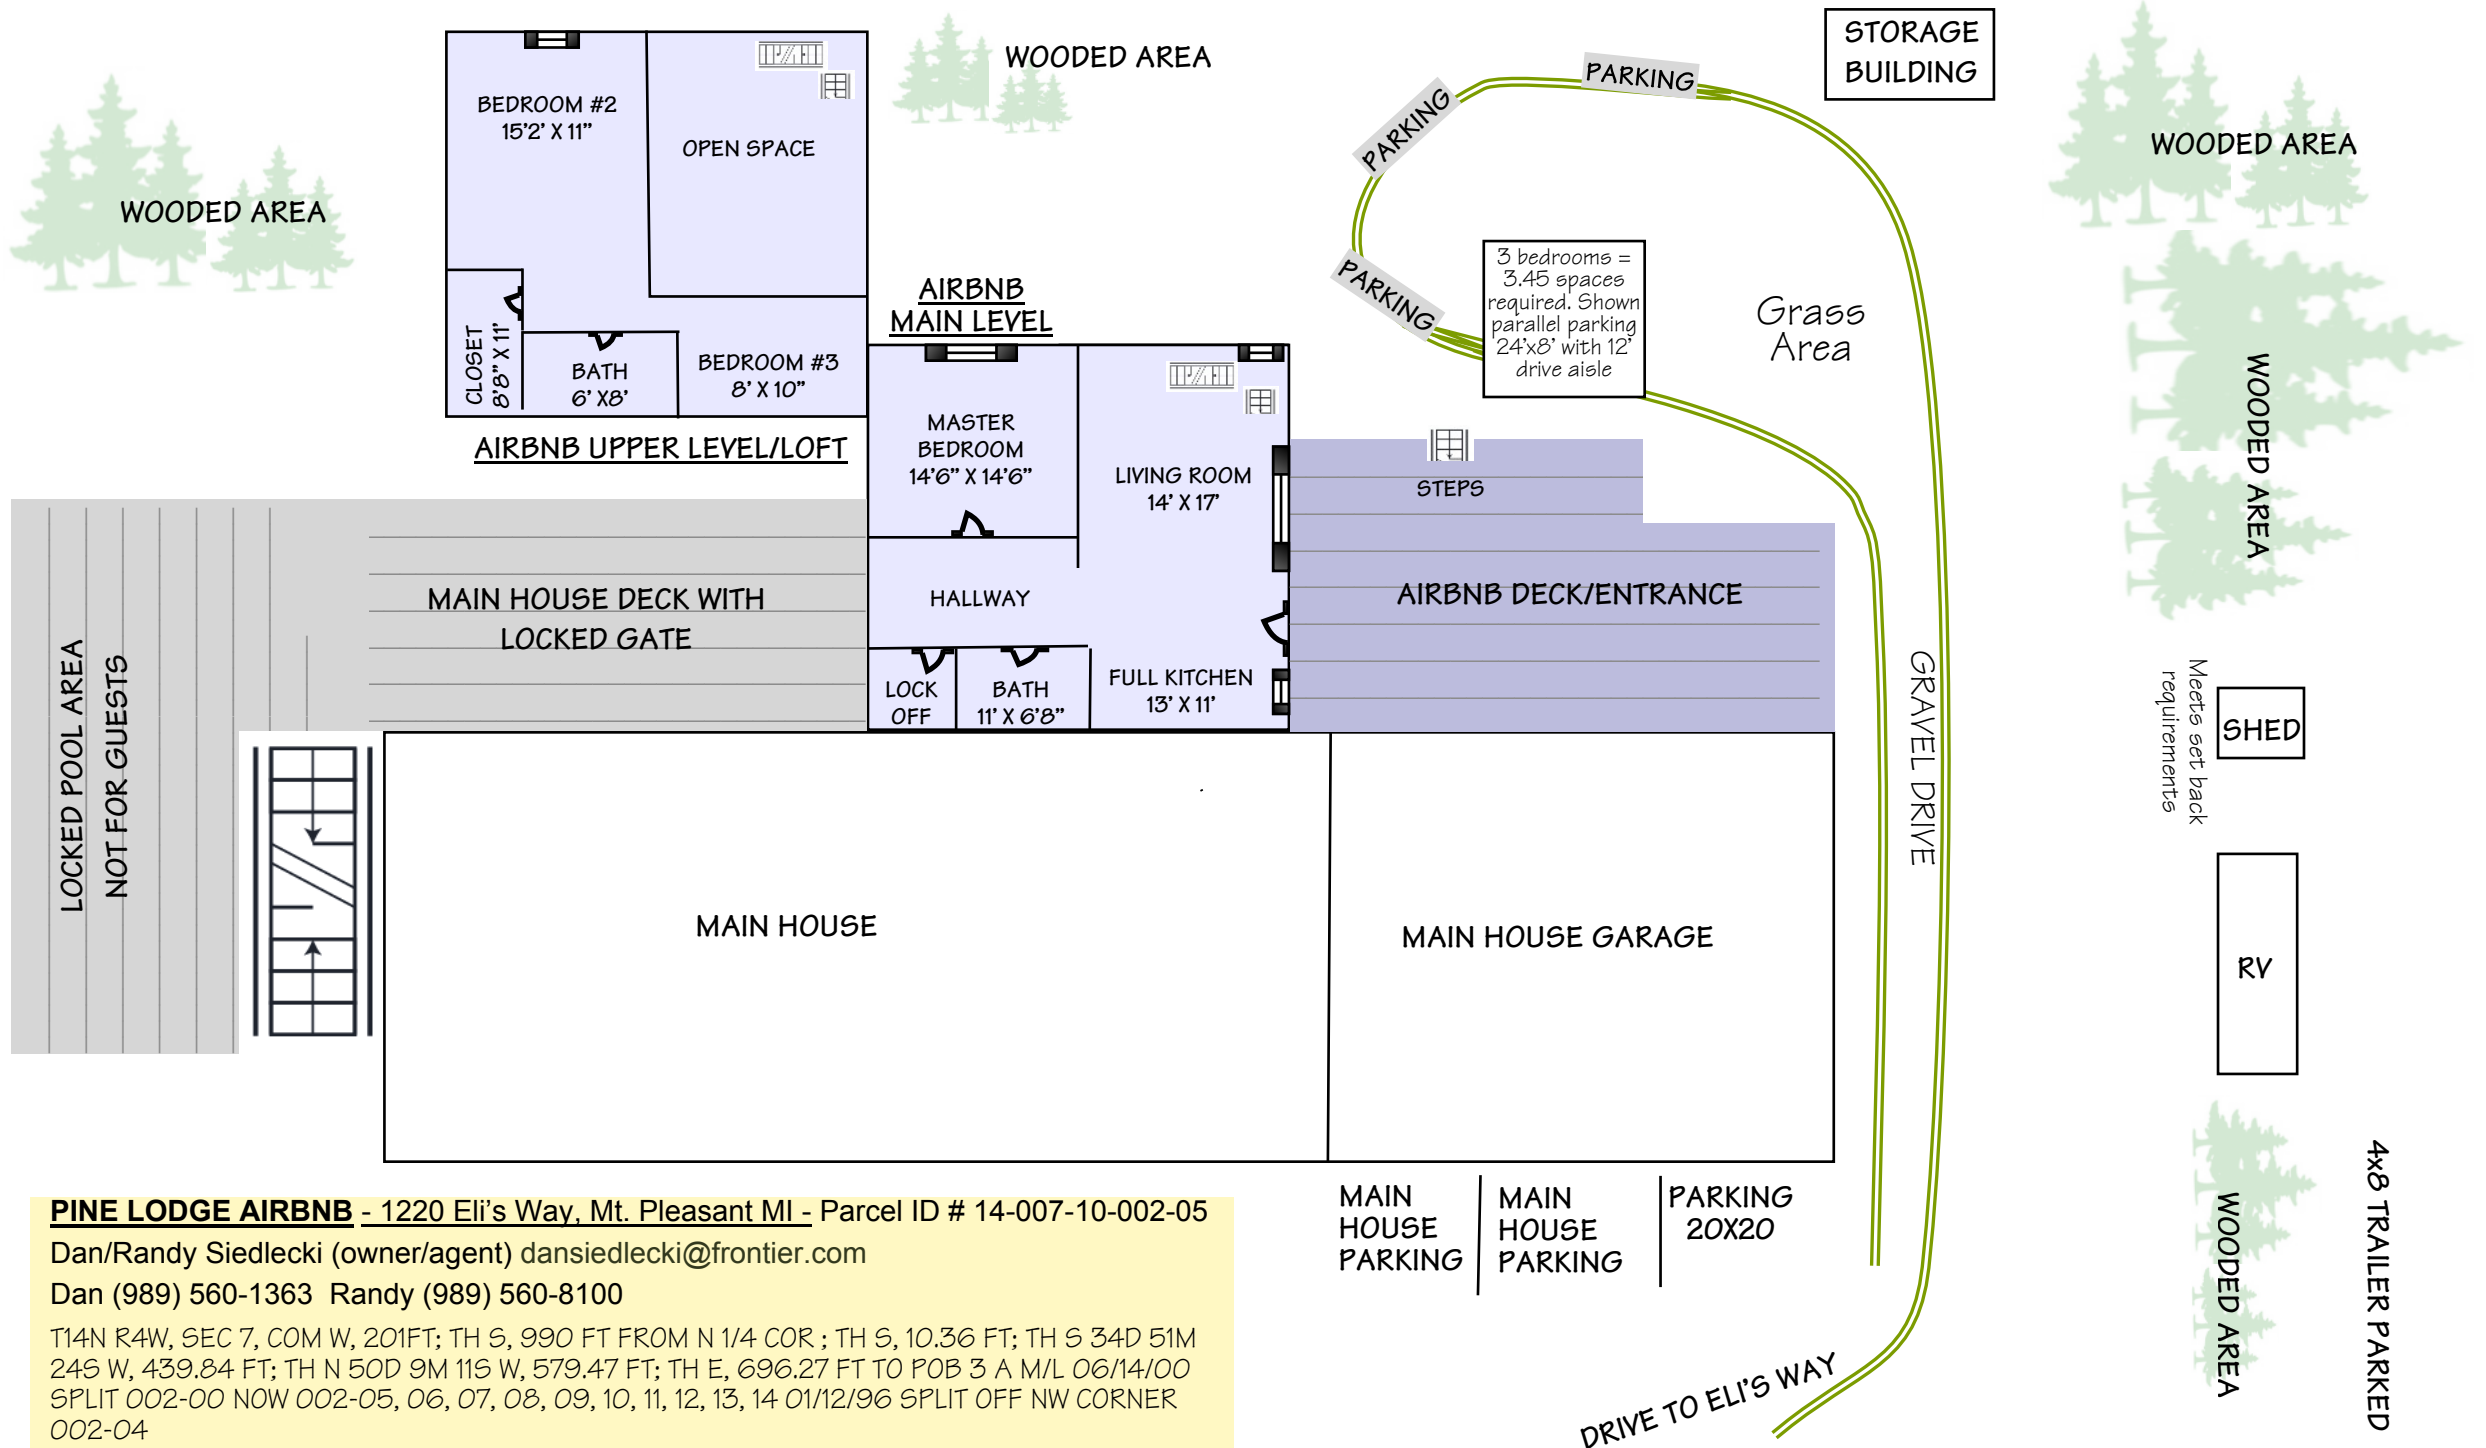 STORAGE
BUILDING
WOODED AREA
PARKING
PARKING
BEDROOM #2
15'2' X 11"
OPEN SPACE
WOODED AREA
WOODED AREA
3 bedrooms =
3.45 spaces
required. Shown
parallel parking
24'x8' with 12'
drive aisle
PARKING
AIRBNB
MAIN LEVEL
Grass
Area
CLOSET
8'8" X 11'
BATH
6' X8'
BEDROOM #3
8' X 10"
WOODED AREA
AIRBNB UPPER LEVEL/LOFT
MASTER
BEDROOM
14'6" X 14'6"
LIVING ROOM
14' X 17'
STEPS
MAIN HOUSE DECK WITH
LOCKED GATE
HALLWAY
AIRBNB DECK/ENTRANCE
LOCKED POOL AREA
NOT FOR GUESTS
LOCK
OFF
BATH
11' X 6'8"
FULL KITCHEN
13' X 11'
GRAVEL DRIVE
Meets set back
requirements
SHED
MAIN HOUSE
MAIN HOUSE GARAGE
RV
MAIN
HOUSE
PARKING
MAIN
HOUSE
PARKING
PARKING
20X20
WOODED AREA
4x8 TRAILER PARKED
DRIVE TO ELI'S WAY
PINE LODGE AIRBNB - 1220 Eli's Way, Mt. Pleasant MI - Parcel ID # 14-007-10-002-05
Dan/Randy Siedlecki (owner/agent) dansiedlecki@frontier.com
Dan (989) 560-1363 Randy (989) 560-8100
T14N R4W, SEC 7, COM W, 201FT; TH S, 990 FT FROM N 1/4 COR ; TH S, 10.36 FT; TH S 34D 51M
24S W, 439.84 FT; TH N 50D 9M 11S W, 579.47 FT; TH E, 696.27 FT TO POB 3 A M/L 06/14/00
SPLIT 002-00 NOW 002-05, 06, 07, 08, 09, 10, 11, 12, 13, 14 01/12/96 SPLIT OFF NW CORNER
002-04